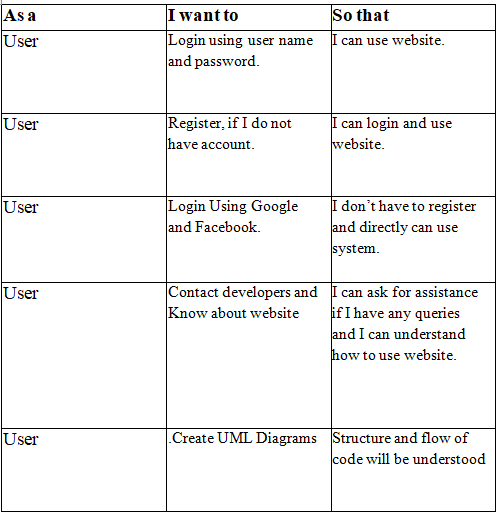 As a I want to So that
User Login using user name I can use website.
and password.
User Register, if I do not I can login and use
have account. website.
User Login Using Google I don’t have to register
and Facebook. and directly can use
system.
User Contact developers and I can ask for assistance
Know about website if I have any queries
and I can understand
how to use website.
User .Create UML Diagrams Structure and flow of
code will be understood